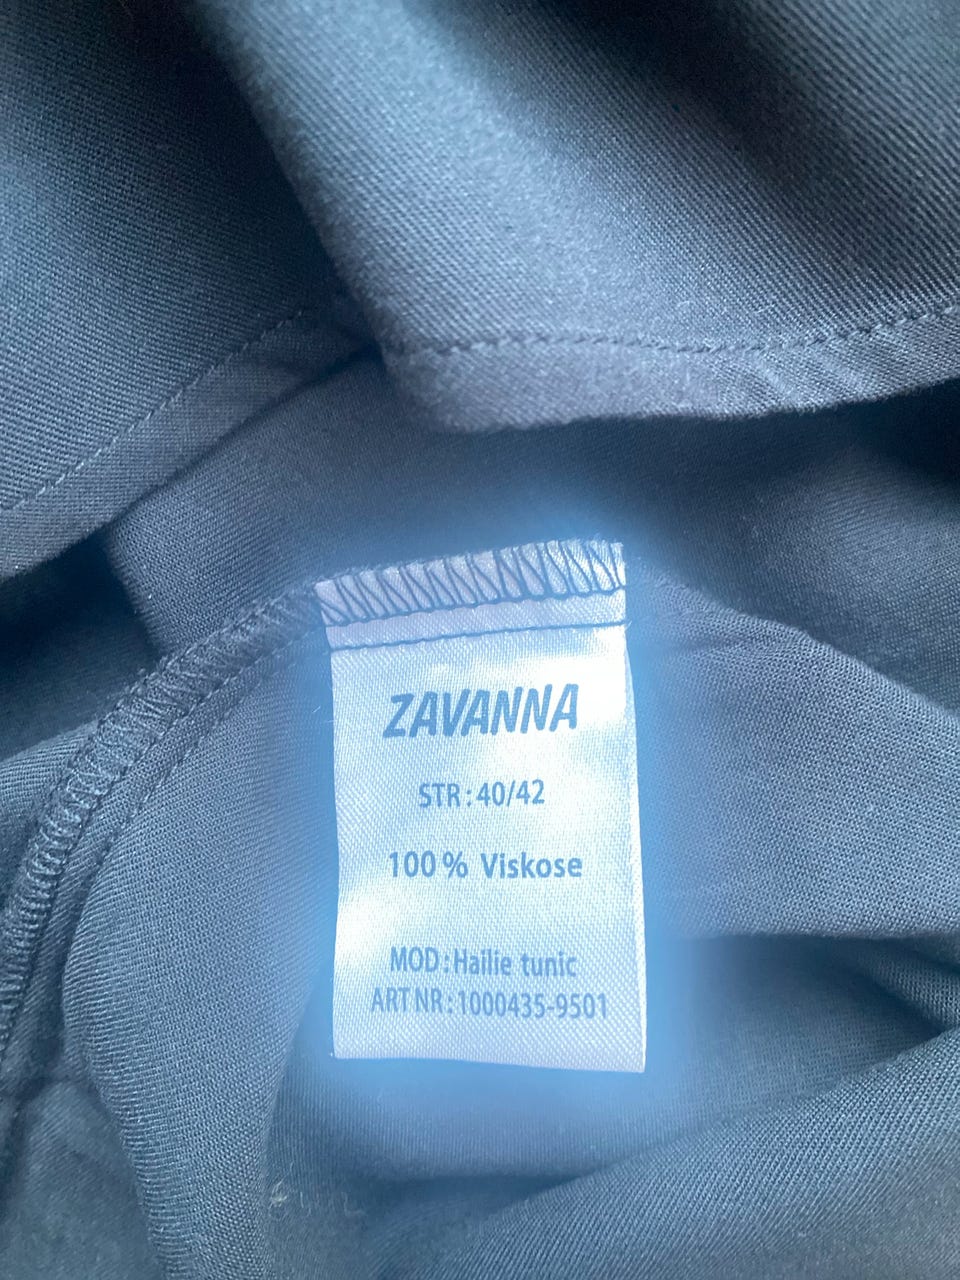 ZAVANNA
STR: 40/42
100 % Viskose
MOD: Hailie tunic
ART NR: 1000435-9501